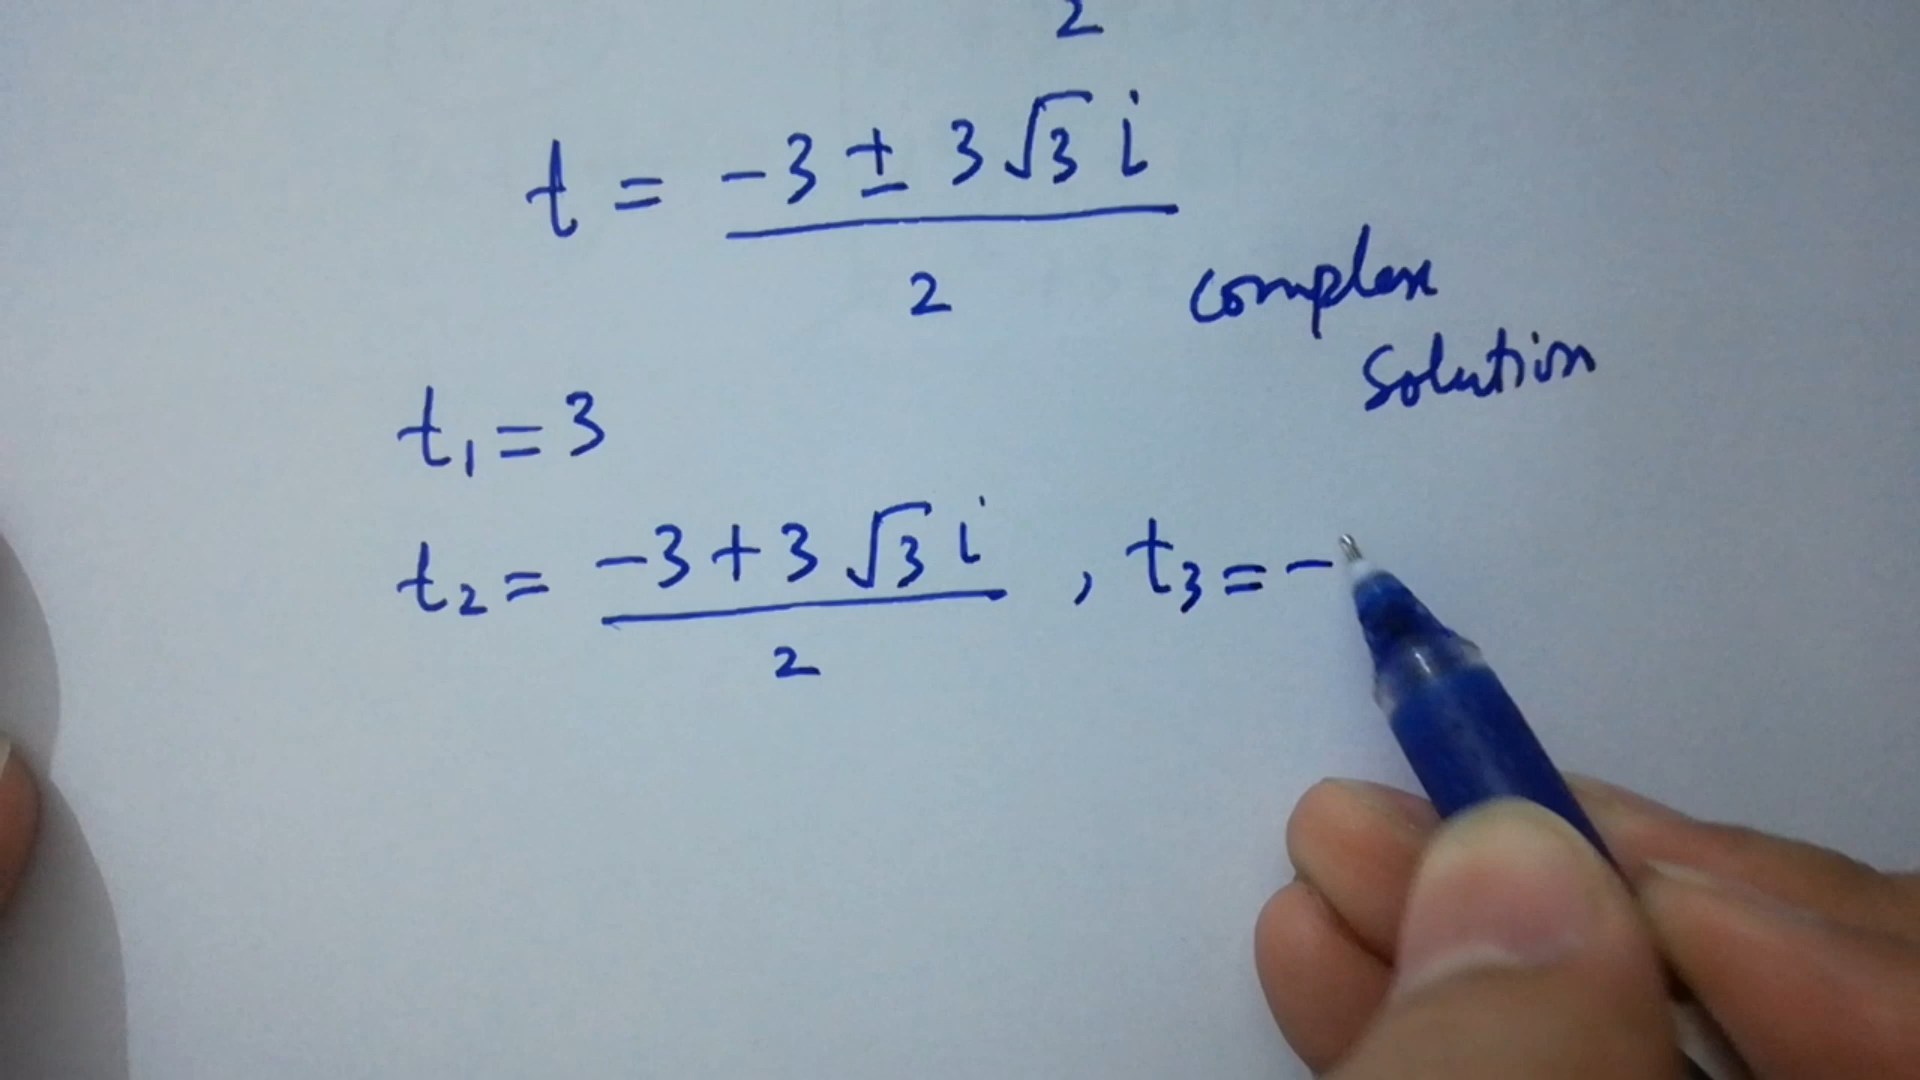 2
t = -3 ± 3√3 i
2
complex
solution
t₁ = 3
t₂ = -3 + 3√3 i , t₃ = -
2